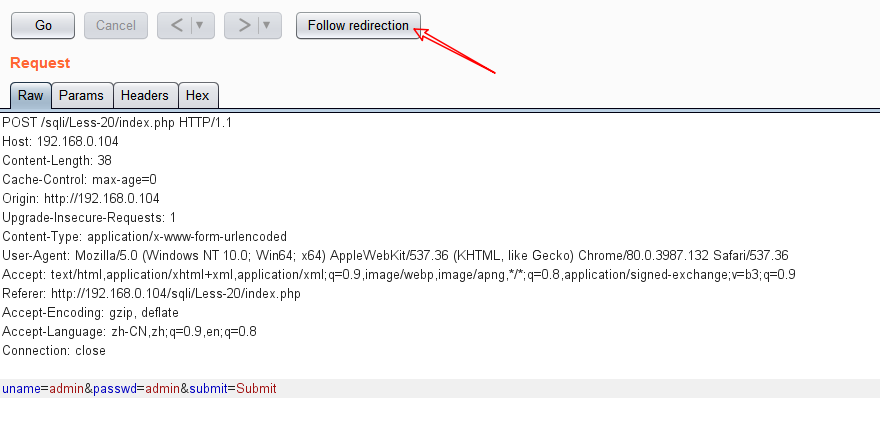 Go Cancel < ▼ > ▼ Follow redirection
Request
Raw Params Headers Hex
POST /sqli/Less-20/index.php HTTP/1.1
Host: 192.168.0.104
Content-Length: 38
Cache-Control: max-age=0
Origin: http://192.168.0.104
Upgrade-Insecure-Requests: 1
Content-Type: application/x-www-form-urlencoded
User-Agent: Mozilla/5.0 (Windows NT 10.0; Win64; x64) AppleWebKit/537.36 (KHTML, like Gecko) Chrome/80.0.3987.132 Safari/537.36
Accept: text/html,application/xhtml+xml,application/xml;q=0.9,image/webp,image/apng,*/*;q=0.8,application/signed-exchange;v=b3;q=0.9
Referer: http://192.168.0.104/sqli/Less-20/index.php
Accept-Encoding: gzip, deflate
Accept-Language: zh-CN,zh;q=0.9,en;q=0.8
Connection: close
uname=admin&passwd=admin&submit=Submit